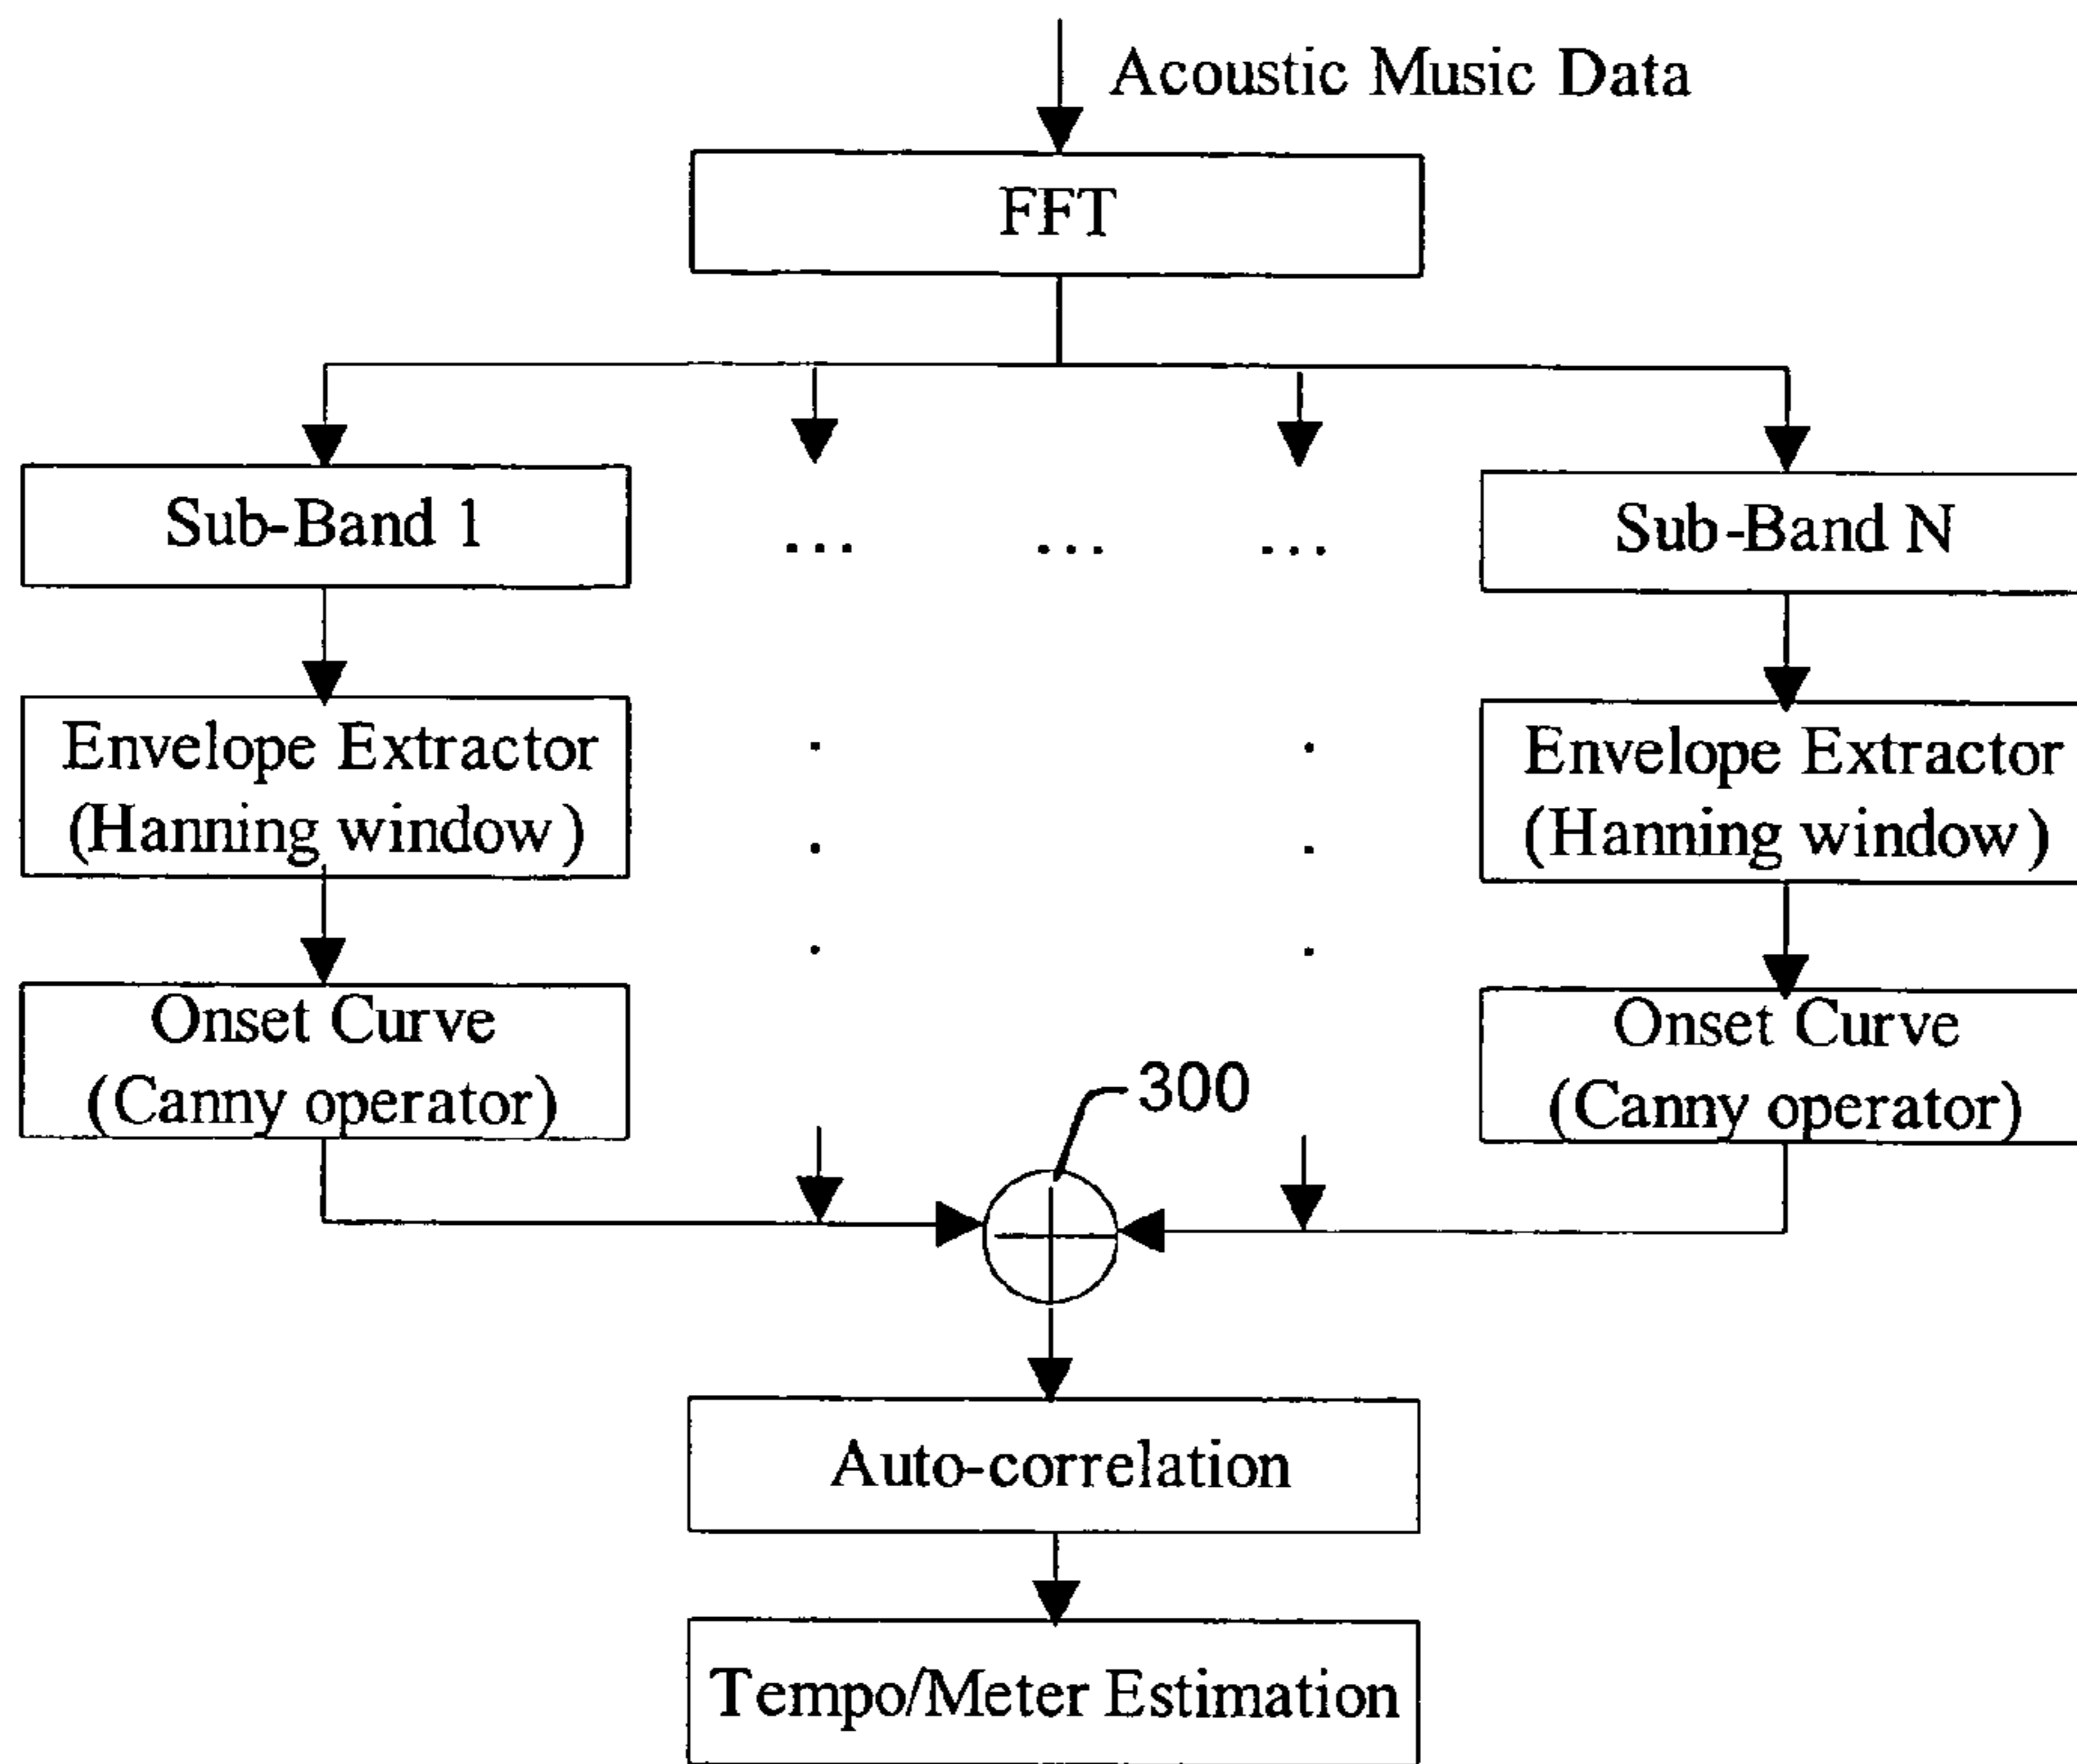 Acoustic Music Data
FFT
Sub-Band 1
... ... ...
Sub-Band N
Envelope Extractor
(Hanning window)
Envelope Extractor
(Hanning window)
Onset Curve
(Canny operator)
Onset Curve
(Canny operator)
300
Auto-correlation
Tempo/Meter Estimation